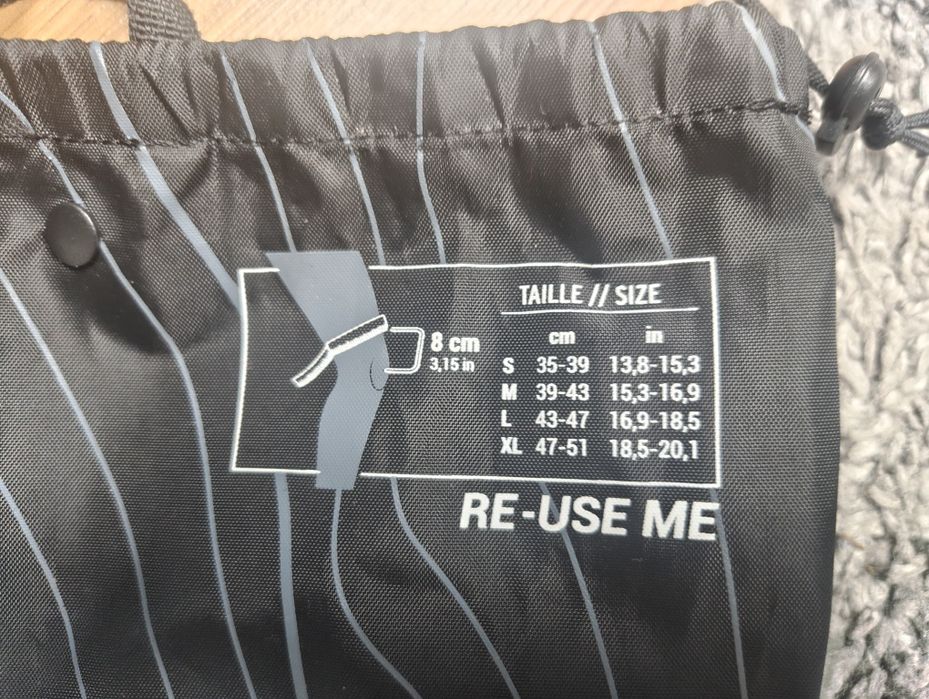 TAILLE // SIZE
cm in
8 cm
3,15 in
S 35-39 13,8-15,3
M 39-43 15,3-16,9
L 43-47 16,9-18,5
XL 47-51 18,5-20,1
RE-USE ME